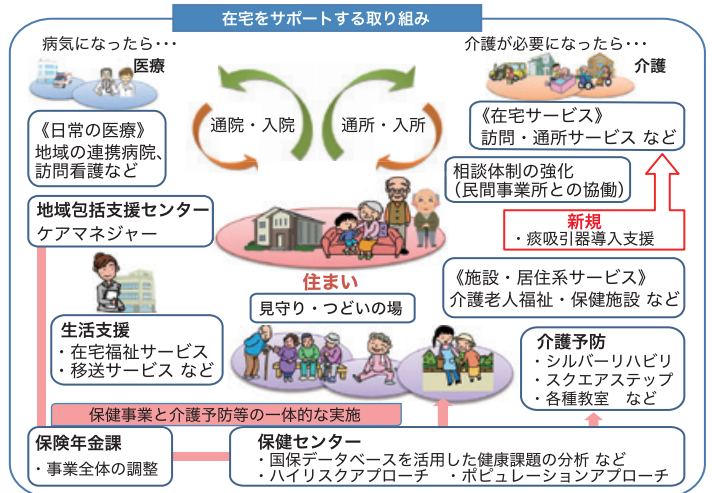 在宅をサポートする取り組み
病気になったら･･･
医療
介護が必要になったら･･･
介護
《日常の医療》
地域の連携病院、
訪問看護など
通院・入院
通所・入所
《在宅サービス》
訪問・通所サービス など
相談体制の強化
（民間事業所との協働）
新規
・痰吸引器導入支援
地域包括支援センター
ケアマネジャー
住まい
《施設・居住系サービス》
介護老人福祉・保健施設 など
見守り・つどいの場
生活支援
・在宅福祉サービス
・移送サービス など
介護予防
・シルバーリハビリ
・スクエアステップ
・各種教室　など
保健事業と介護予防等の一体的な実施
保険年金課
・事業全体の調整
保健センター
・国保データベースを活用した健康課題の分析 など
・ハイリスクアプローチ　・ポピュレーションアプローチ